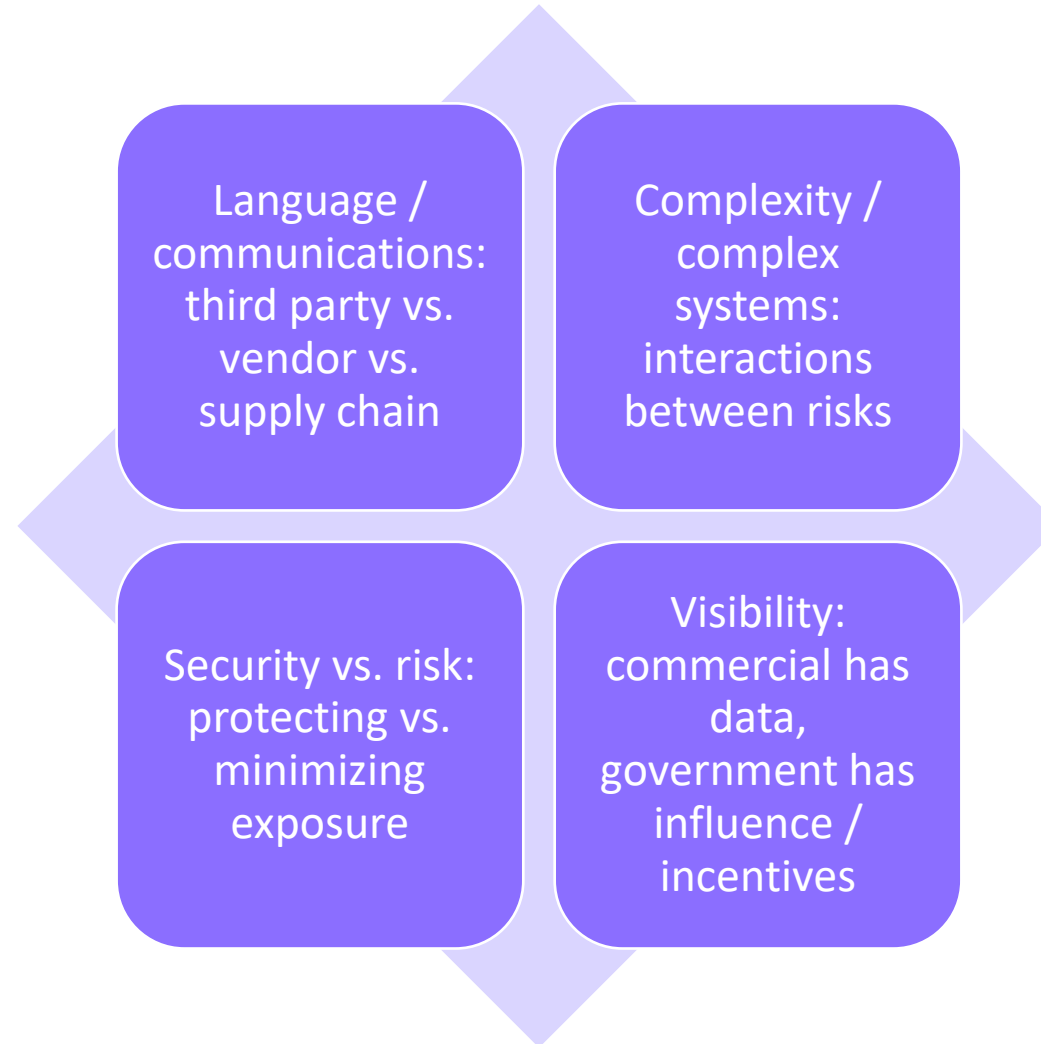 Language /
communications:
third party vs.
vendor vs.
supply chain
Complexity /
complex
systems:
interactions
between risks
Security vs. risk:
protecting vs.
minimizing
exposure
Visibility:
commercial has
data,
government has
influence /
incentives